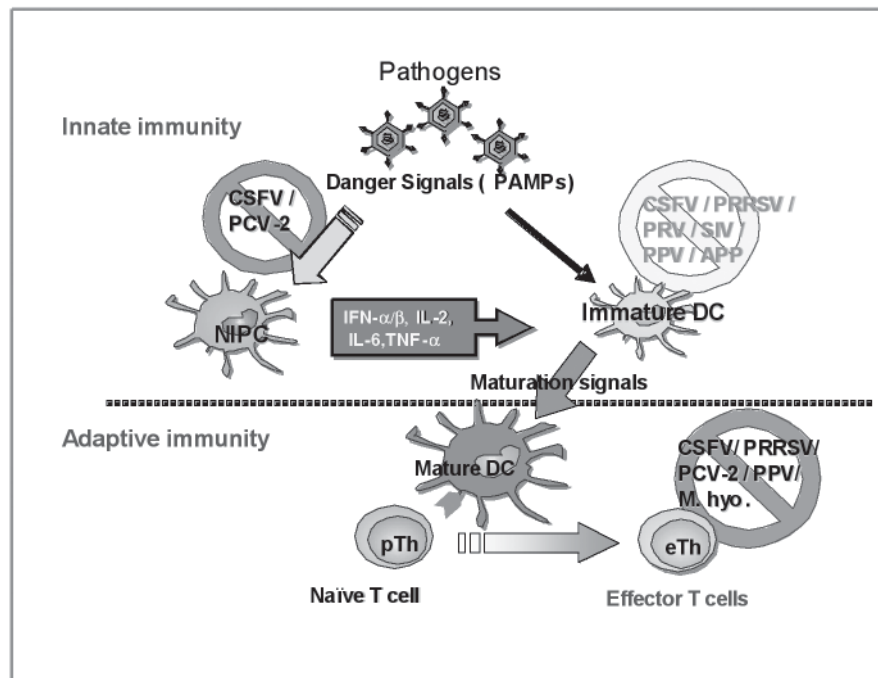 Pathogens
Innate immunity
Danger Signals ( PAMPs)
CSFV /
PCV-2
CSFV / PRRSV /
PRV / SIV /
PPV / APP
NIPC
IFN-α/β, IL-2,
IL-6,TNF-α
Immature DC
Maturation signals
Adaptive immunity
Mature DC
CSFV/ PRRSV/
PCV-2 / PPV/
M. hyo.
pTh
eTh
Naïve T cell
Effector T cells